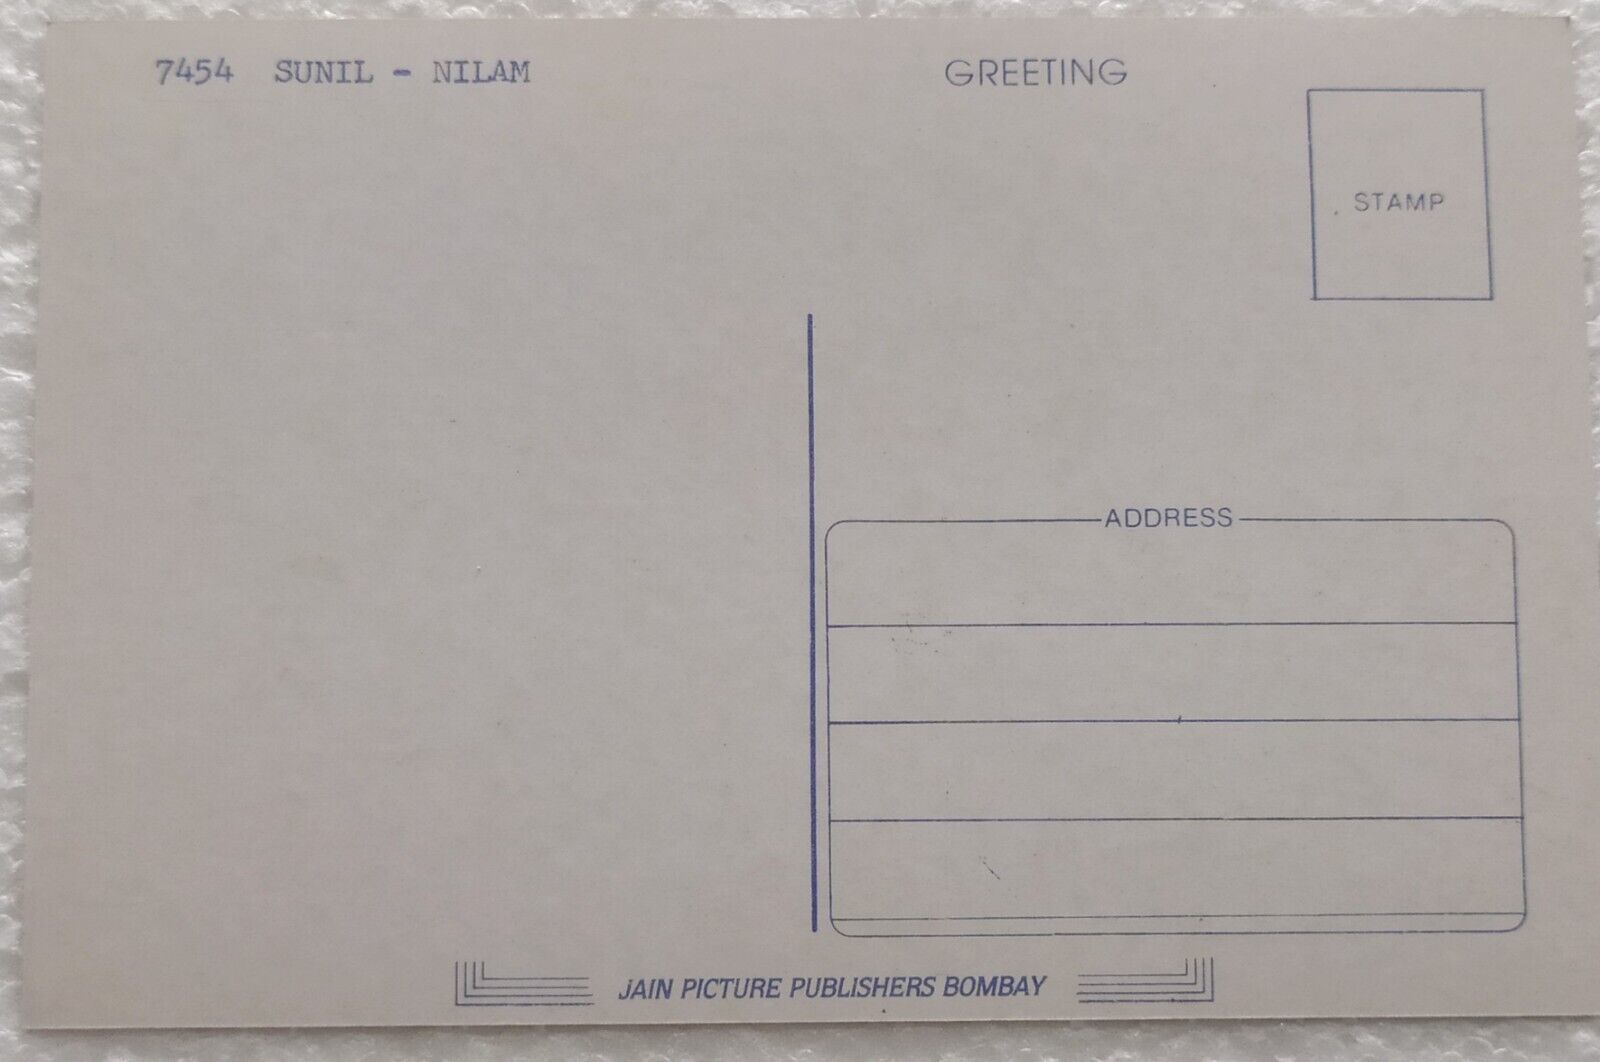 7454 SUNIL - NILAM
GREETING
STAMP
ADDRESS
JAIN PICTURE PUBLISHERS BOMBAY